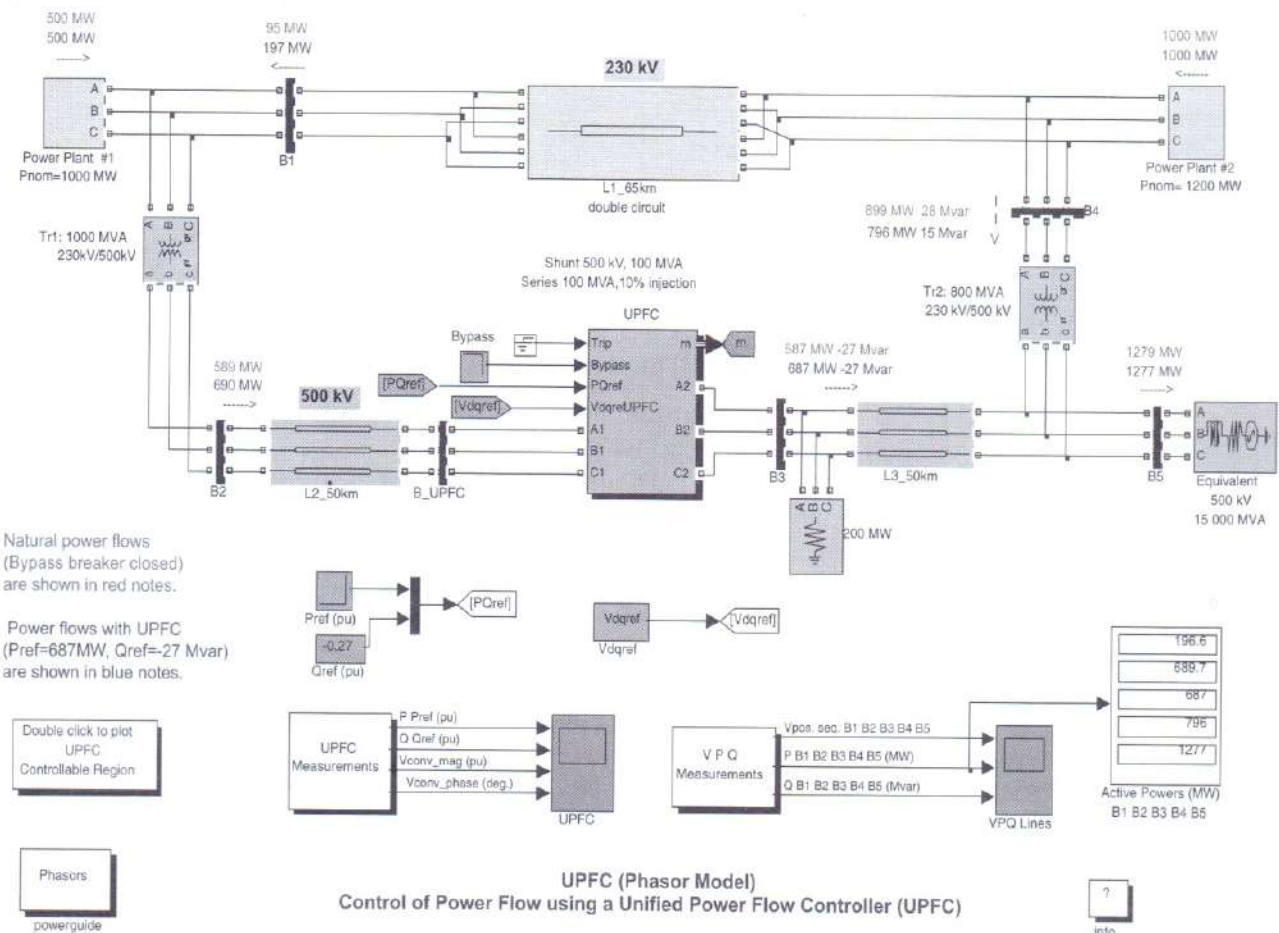 500 MW
500 MW
------>
95 MW
197 MW
<------
230 kV
1000 MW
1000 MW
<------
A
B
C
Power Plant #1
Pnom=1000 MW
B1
L1_65km
double circuit
A
B
C
Power Plant #2
Pnom= 1200 MW
Tr1: 1000 MVA
230kV/500kV
A B C
a b c
899 MW 28 Mvar
796 MW 15 Mvar
V
B4
Tr2: 800 MVA
230 kV/500 kV
A B C
a b c
Shunt 500 kV, 100 MVA
Series 100 MVA,10% injection
UPFC
Bypass
Trip
Bypass
PQref
VdqrefUPFC
A1
B1
C1
m
A2
B2
C2
m
[PQref]
[Vdqref]
589 MW
690 MW
------>
500 kV
587 MW -27 Mvar
687 MW -27 Mvar
------>
1279 MW
1277 MW
------>
B2
L2_50km
B_UPFC
B3
L3_50km
B5
A
B
C
Equivalent
500 kV
15 000 MVA
A B C
200 MW
Natural power flows
(Bypass breaker closed)
are shown in red notes.
Power flows with UPFC
(Pref=687MW, Qref=-27 Mvar)
are shown in blue notes.
Pref (pu)
-0.27
Qref (pu)
[PQref]
Vdqref
Vdqref
[Vdqref]
196.6
689.7
687
796
1277
Active Powers (MW)
B1 B2 B3 B4 B5
Double click to plot
UPFC
Controllable Region
UPFC
Measurements
P Pref (pu)
Q Qref (pu)
Vconv_mag (pu)
Vconv_phase (deg.)
UPFC
V P Q
Measurements
Vpos. seq. B1 B2 B3 B4 B5
P B1 B2 B3 B4 B5 (MW)
Q B1 B2 B3 B4 B5 (Mvar)
VPQ Lines
Phasors
powerguide
UPFC (Phasor Model)
Control of Power Flow using a Unified Power Flow Controller (UPFC)
?
info